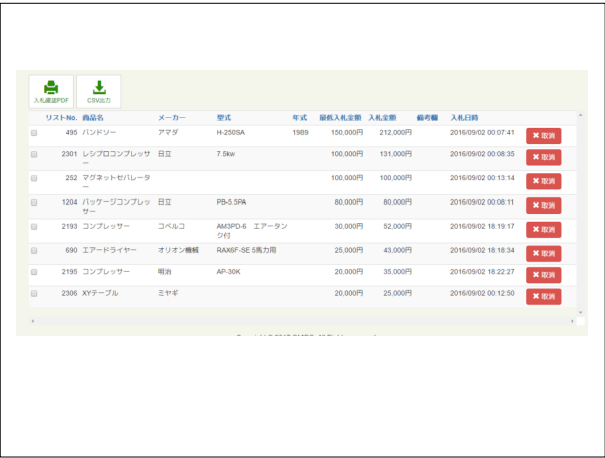 入札確認PDF CSV出力
リストNo. 商品名 メーカー 型式 年式 最低入札金額 入札金額 備考欄 入札日時
495 バンドソー アマダ H-250SA 1989 150,000円 212,000円 2016/09/02 00:07:41 ✖ 取消
2301 レシプロコンプレッサ 日立 7.5kw 100,000円 131,000円 2016/09/02 00:08:35 ✖ 取消
ー
252 マグネットセパレータ 100,000円 100,000円 2016/09/02 00:13:14 ✖ 取消
ー
1204 パッケージコンプレッ 日立 PB-5.5PA 80,000円 80,000円 2016/09/02 00:08:11 ✖ 取消
サー
2193 コンプレッサー コベルコ AM3PD-6 エアータン 30,000円 52,000円 2016/09/02 18:19:17 ✖ 取消
ク付
690 エアードライヤー オリオン機械 RAX6F-SE 5馬力用 25,000円 43,000円 2016/09/02 18:18:34 ✖ 取消
2195 コンプレッサー 明治 AP-30K 20,000円 35,000円 2016/09/02 18:22:27 ✖ 取消
2306 XYテーブル ミヤギ 20,000円 25,000円 2016/09/02 00:12:50 ✖ 取消